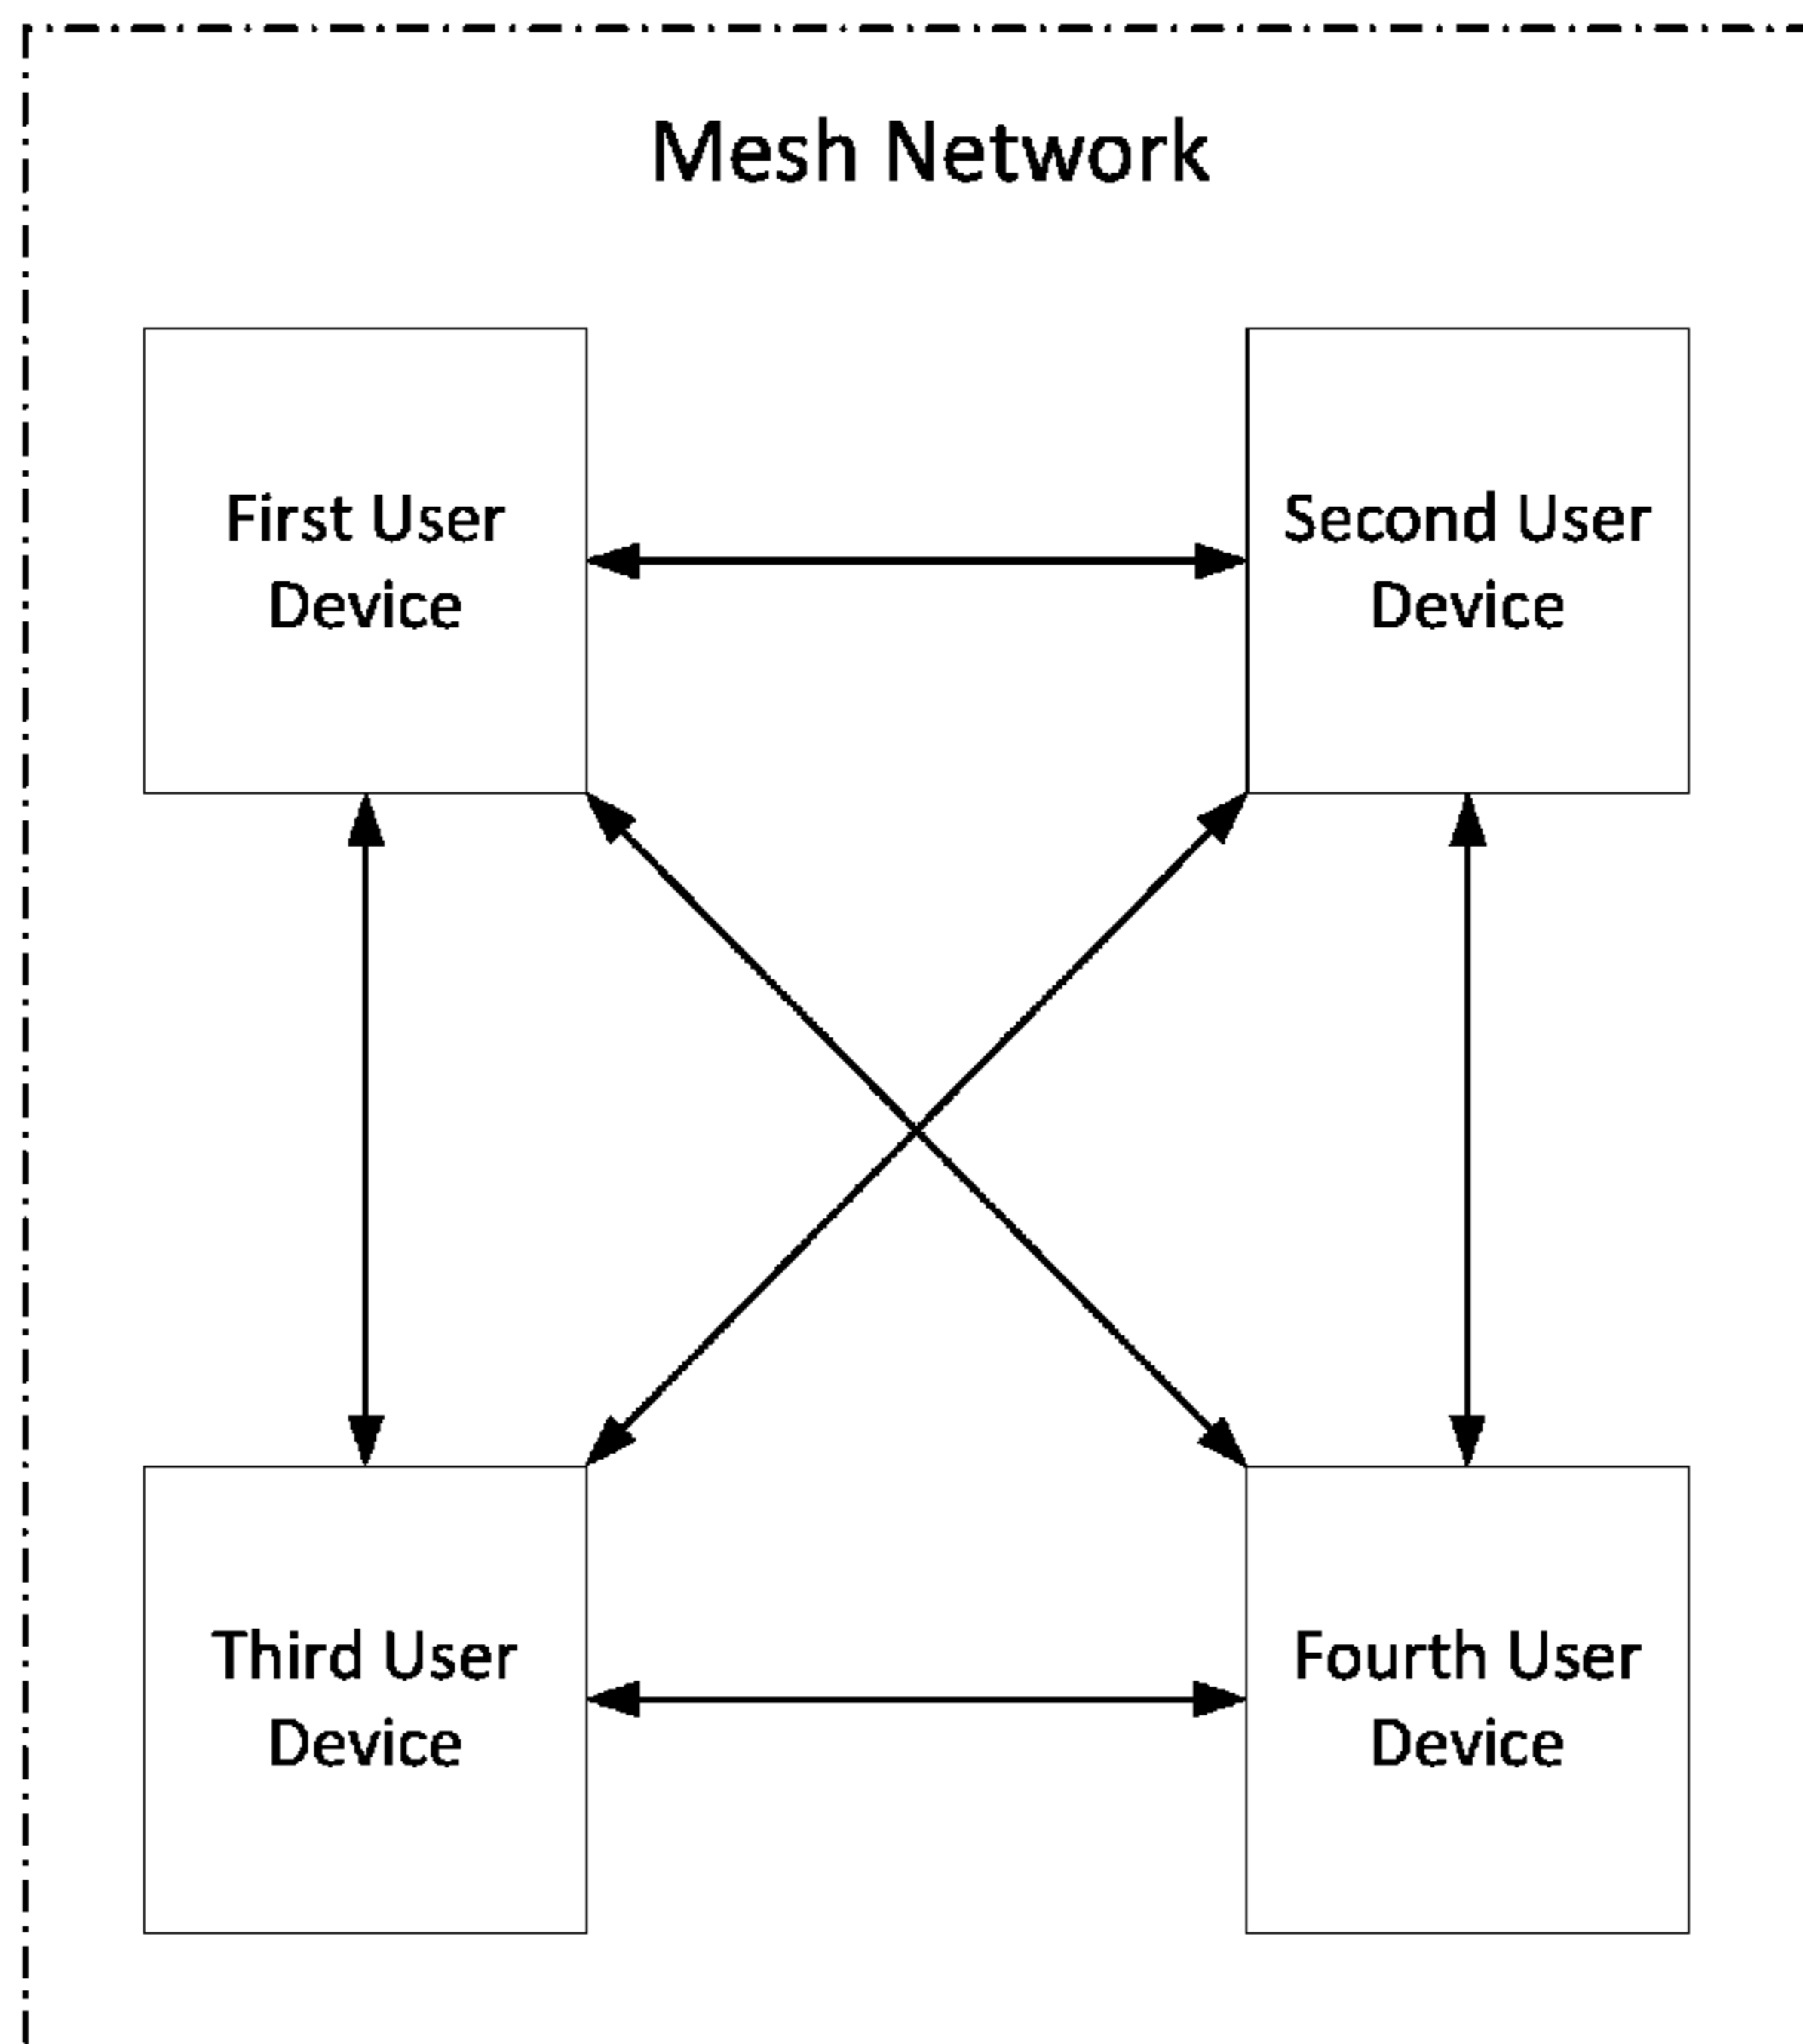 Mesh Network
First User
Device
Second User
Device
Third User
Device
Fourth User
Device